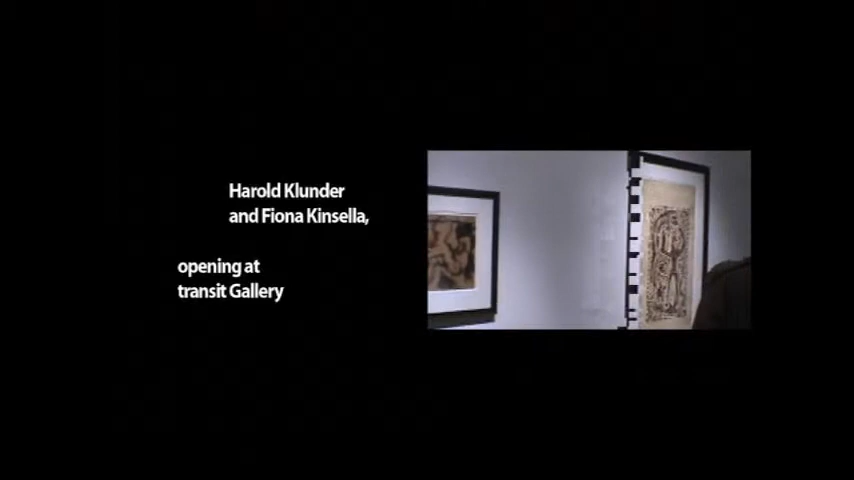 Harold Klunder
and Fiona Kinsella,
opening at
transit Gallery